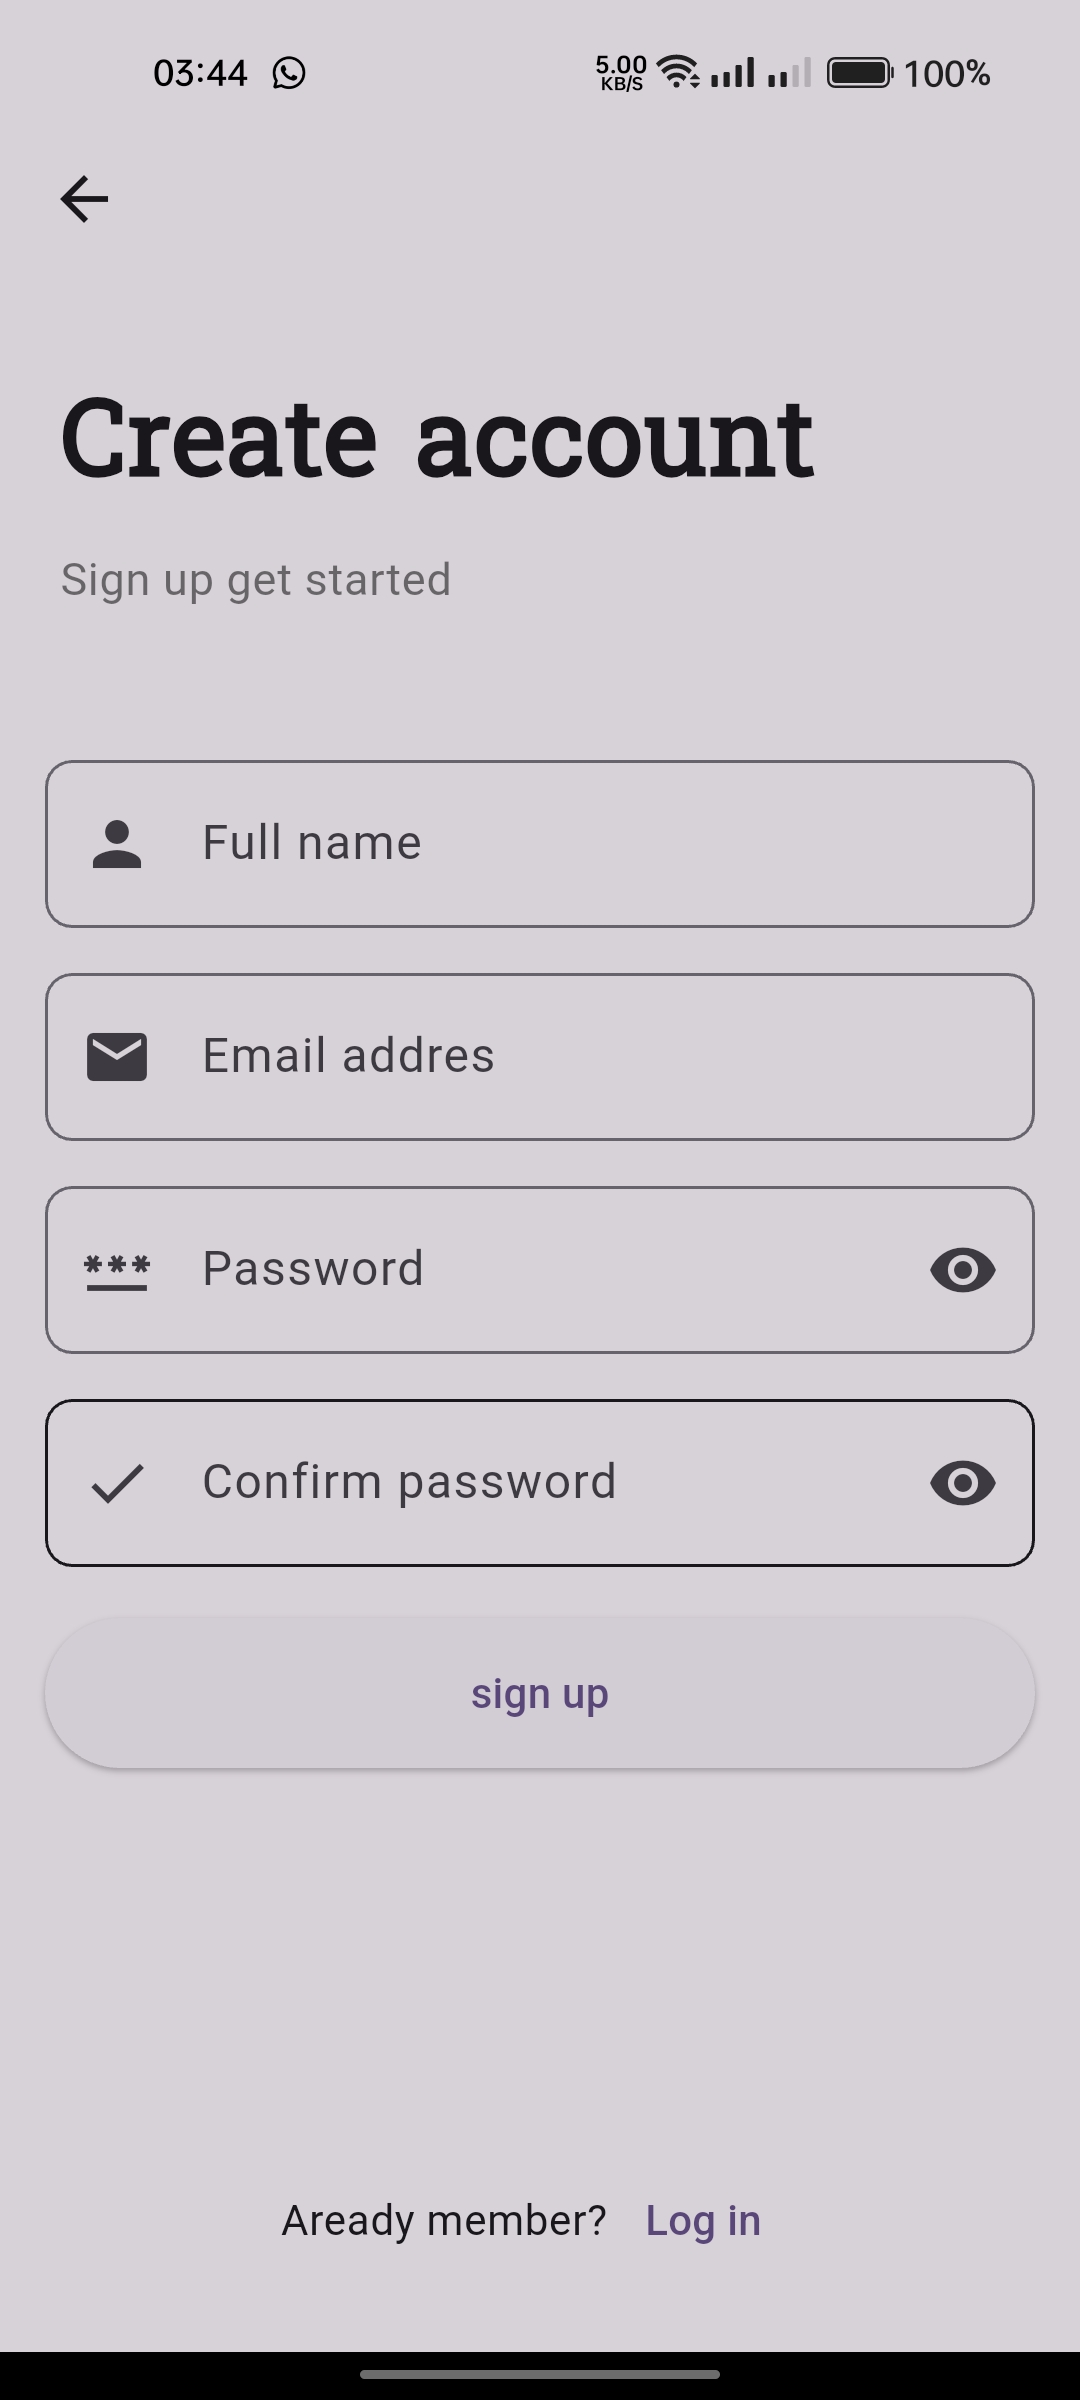 03:44 5.00 KB/S 100%
Create account
Sign up get started
Full name
Email addres
Password
Confirm password
sign up
Aready member? Log in